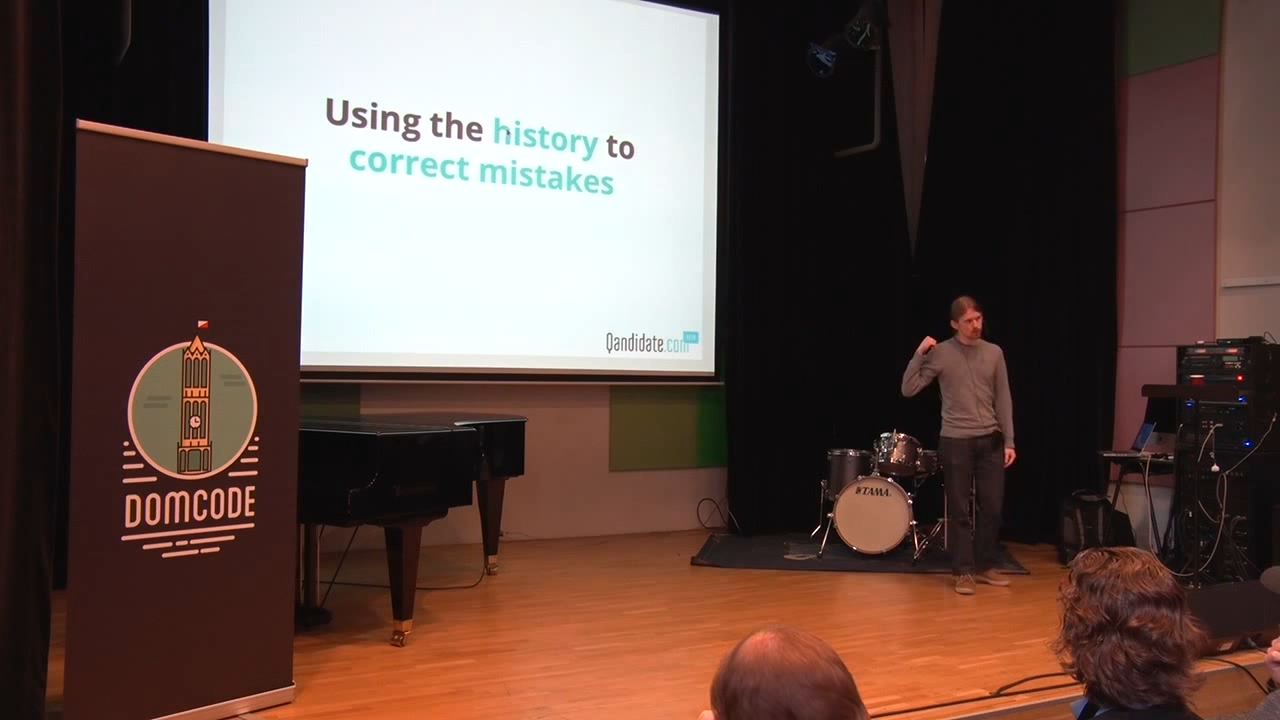 Using the history to
correct mistakes
Qandidate.com
DOMCODE
TAMA